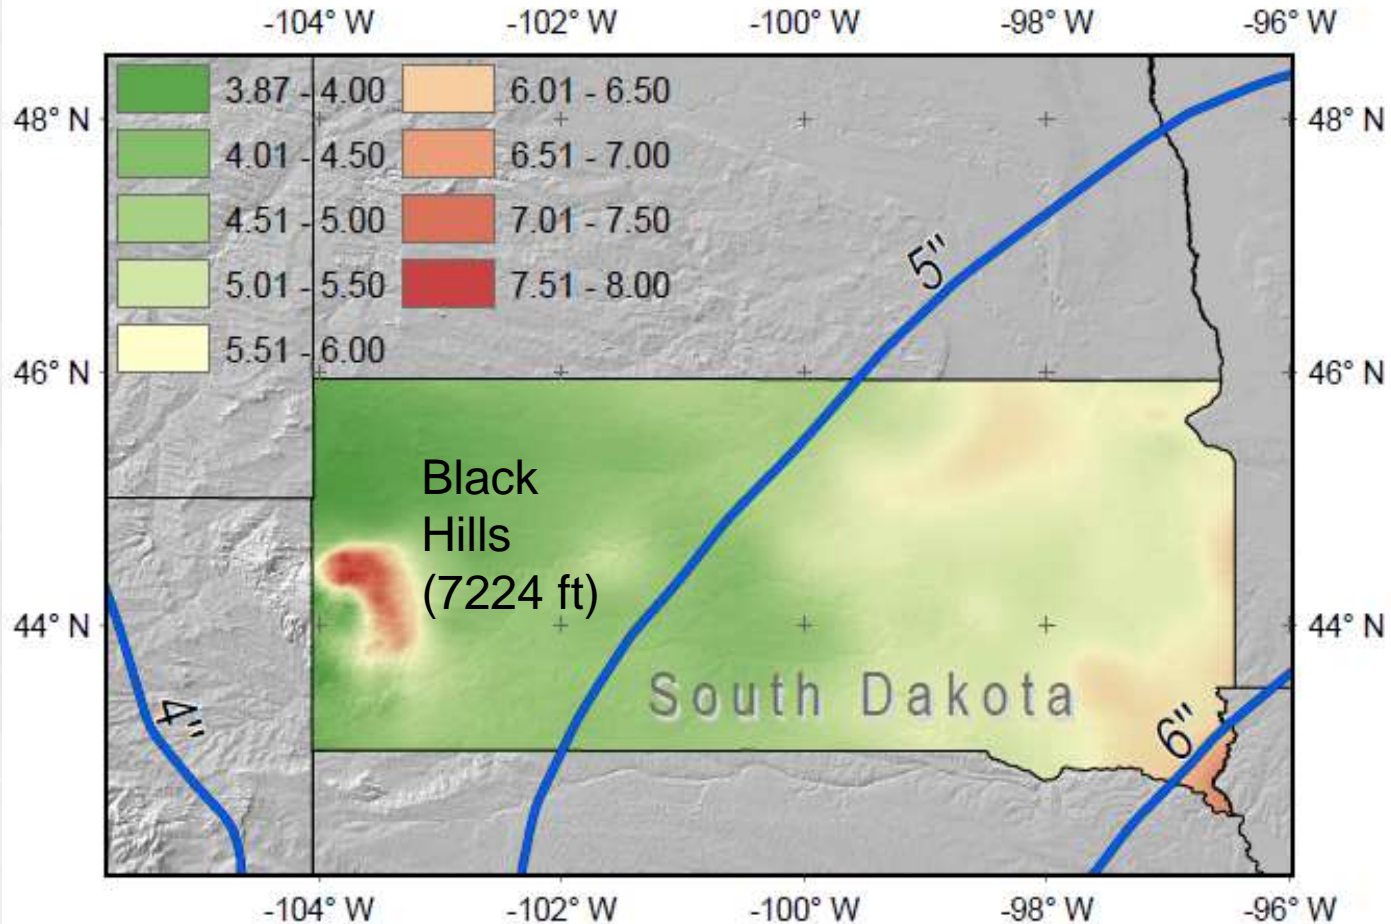 -104° W -102° W -100° W -98° W -96° W
3.87 - 4.00 6.01 - 6.50
48° N 48° N
4.01 - 4.50 6.51 - 7.00
4.51 - 5.00 7.01 - 7.50
5"
5.01 - 5.50 7.51 - 8.00
5.51 - 6.00
46° N 46° N
Black
Hills
(7224 ft)
44° N 44° N
South Dakota
4"
6"
-104° W -102° W -100° W -98° W -96° W